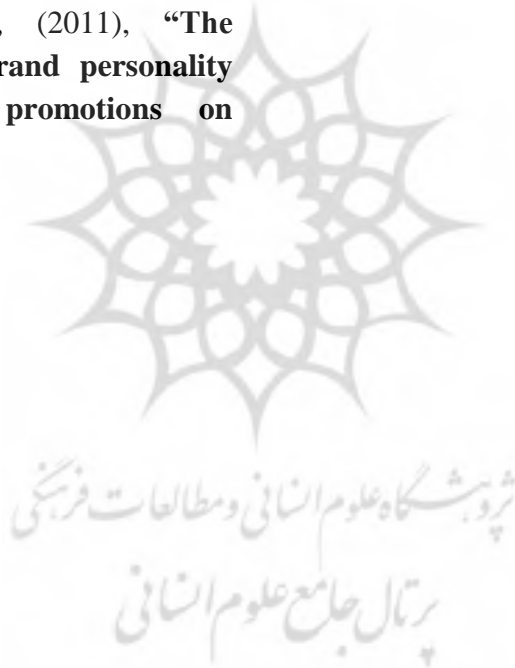 , (2011), “The
rand personality
promotions on
پژوهشگاه علوم انسانی و مطالعات فرهنگی
پرتال جامع علوم انسانی